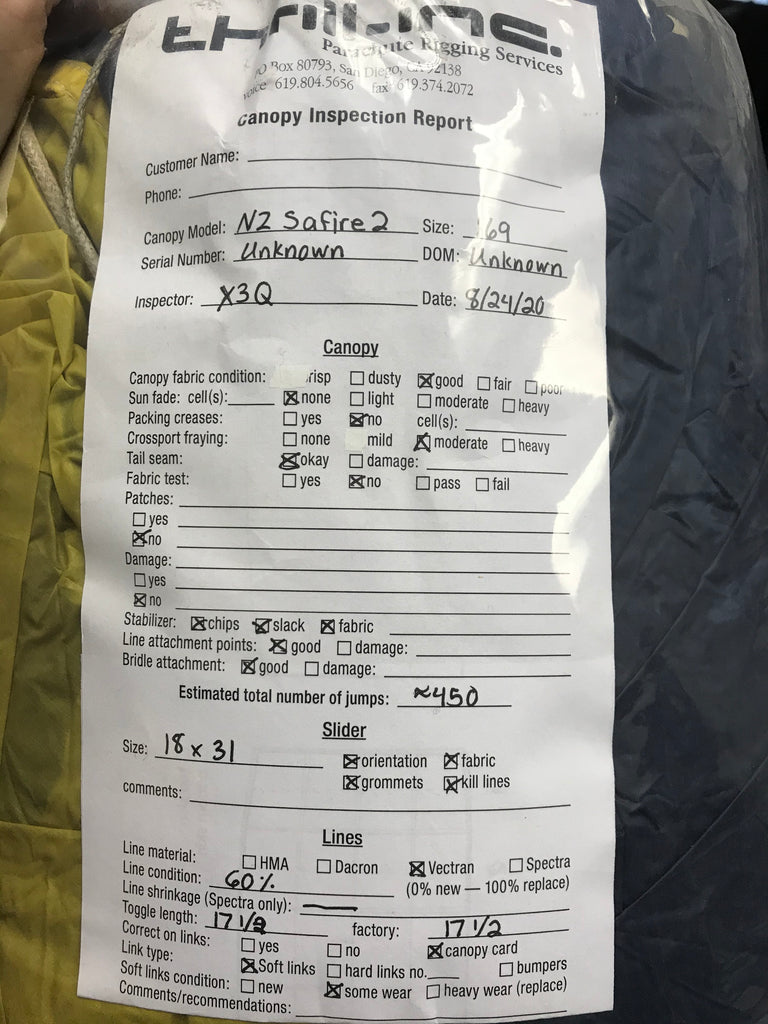 thrillinc.
Parachute Rigging Services
PO Box 80793, San Diego, CA 92138
voice 619.804.5656 fax 619.374.2072
Canopy Inspection Report
Customer Name:
Phone:
Canopy Model: NZ Safire 2 Size: 169
Serial Number: Unknown DOM: Unknown
Inspector: X3Q Date: 8/24/20
Canopy
Canopy fabric condition: risp ☐ dusty ☒ good ☐ fair ☐ poor
Sun fade: cell(s): ☒ none ☐ light ☐ moderate ☐ heavy
Packing creases: ☐ yes ☒ no cell(s):
Crossport fraying: ☐ none mild ☒ moderate ☐ heavy
Tail seam: ☒ okay ☐ damage:
Fabric test: ☐ yes ☒ no ☐ pass ☐ fail
Patches:
☐ yes
☒ no
Damage:
☐ yes
☒ no
Stabilizer: ☒ chips ☒ slack ☒ fabric
Line attachment points: ☒ good ☐ damage:
Bridle attachment: ☒ good ☐ damage:
Estimated total number of jumps: ≈450
Slider
Size: 18 x 31 ☒ orientation ☒ fabric
☒ grommets ☒ kill lines
comments:
Lines
Line material: ☐ HMA ☐ Dacron ☒ Vectran ☐ Spectra
Line condition: 60% (0% new — 100% replace)
Line shrinkage (Spectra only): —
Toggle length: 17 1/2 factory: 17 1/2
Correct on links: ☐ yes ☐ no ☒ canopy card
Link type: ☒ Soft links ☐ hard links no. ☐ bumpers
Soft links condition: ☐ new ☒ some wear ☐ heavy wear (replace)
Comments/recommendations: